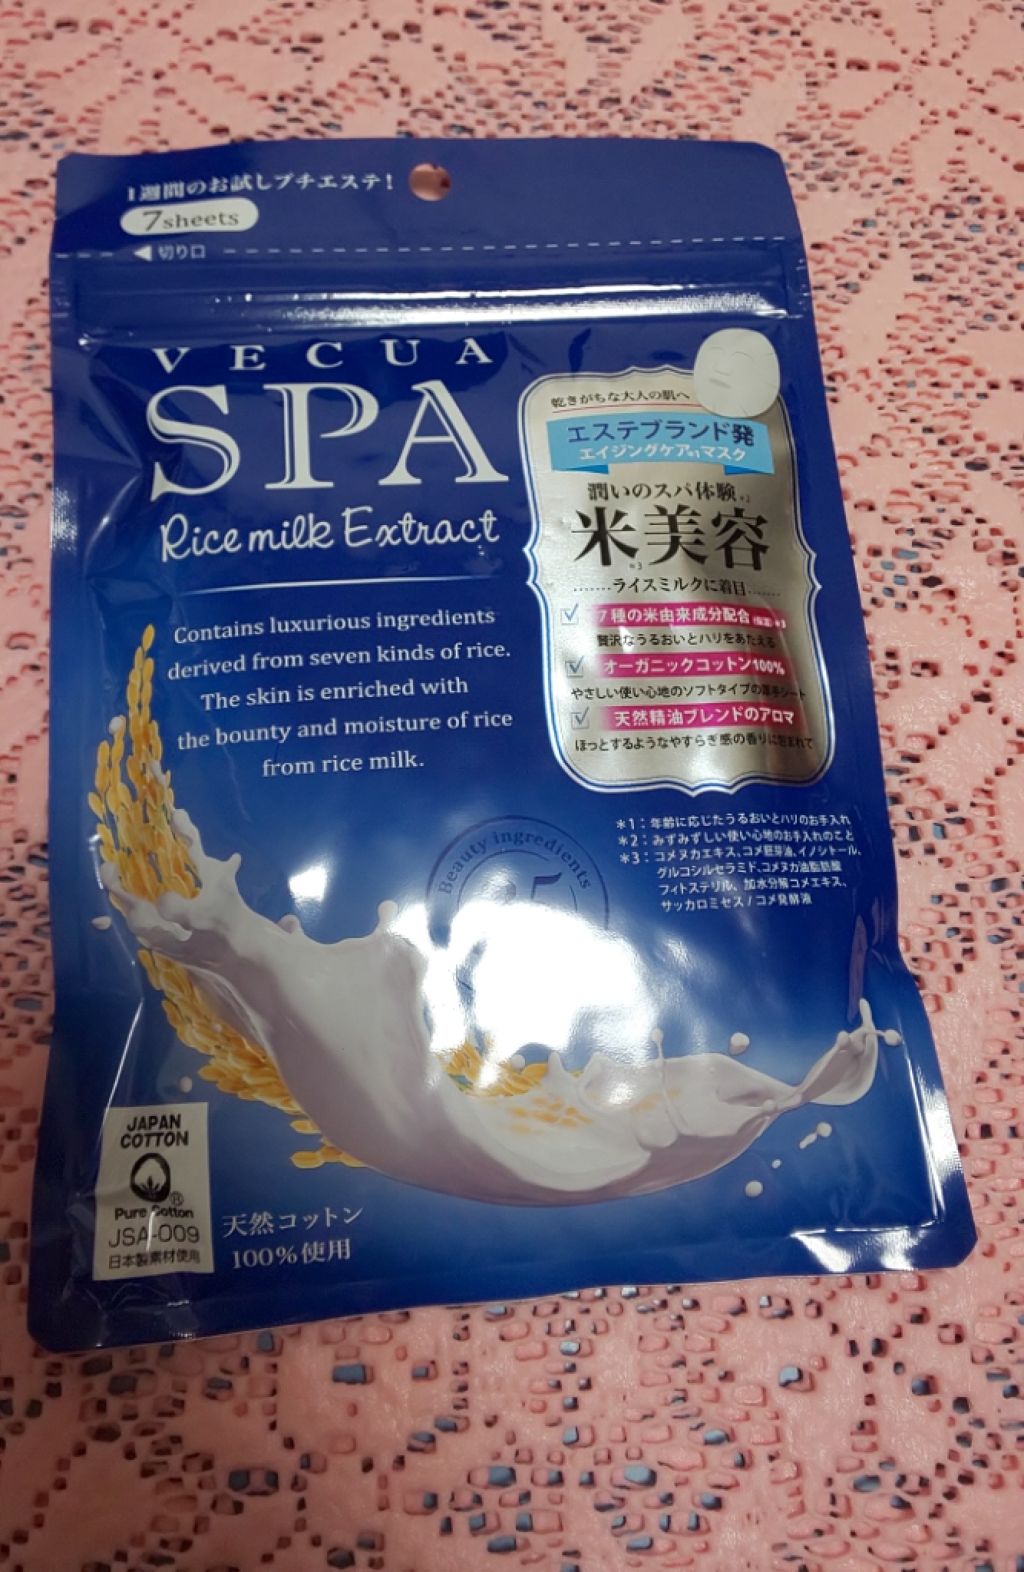 1週間のお試しプチエステ!
7sheets
◀切り口
VECUA
SPA
Rice milk Extract
Contains luxurious ingredients
derived from seven kinds of rice.
The skin is enriched with
the bounty and moisture of rice
from rice milk.
乾きがちな大人の肌へ
エステブランド発
エイジングケア*1マスク
潤いのスパ体験*2
米美容
*3
ライスミルクに着目
7種の米由来成分配合(保湿)*3
贅沢なうるおいとハリをあたえる
オーガニックコットン100%
やさしい使い心地のソフトタイプの厚手シート
天然精油ブレンドのアロマ
ほっとするようなやすらぎ感の香りに包まれて
*1:年齢に応じたうるおいとハリのお手入れ
*2:みずみずしい使い心地のお手入れのこと
*3:コメヌカエキス、コメ胚芽油、イノシトール、
グルコシルセラミド、コメヌカ油脂肪酸
フィトステリル、加水分解コメエキス、
サッカロミセス/コメ発酵液
Beauty ingredients
JAPAN
COTTON
®
Pure Cotton
JSA-009
日本製素材使用
天然コットン
100%使用